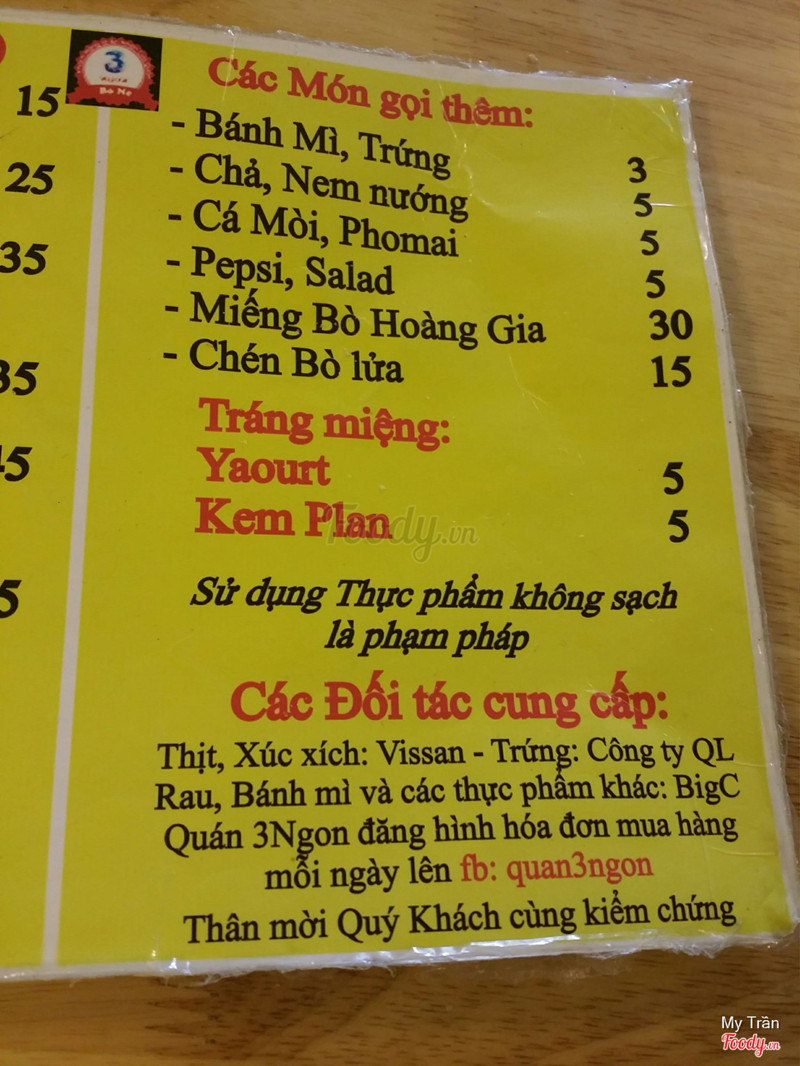 15
25
35
35
45
5
3
Bò Né
Các Món gọi thêm:
- Bánh Mì, Trứng 3
- Chả, Nem nướng 5
- Cá Mòi, Phomai 5
- Pepsi, Salad 5
- Miếng Bò Hoàng Gia 30
- Chén Bò lửa 15
Tráng miệng:
Yaourt 5
Kem Plan 5
Foody.vn
Sử dụng Thực phẩm không sạch
là phạm pháp
Các Đối tác cung cấp:
Thịt, Xúc xích: Vissan - Trứng: Công ty QL
Rau, Bánh mì và các thực phẩm khác: BigC
Quán 3Ngon đăng hình hóa đơn mua hàng
mỗi ngày lên fb: quan3ngon
Thân mời Quý Khách cùng kiểm chứng
My Trần
Foody.vn